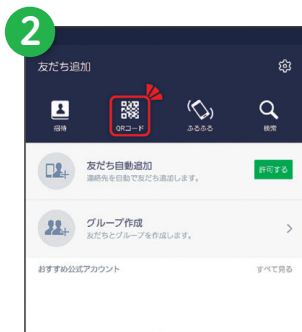 2
友だち追加
招待
QRコード
ふるふる
検索
友だち自動追加
連絡先を自動で友だち追加します。
許可する
グループ作成
友だちとグループを作成します。
おすすめ公式アカウント
すべて見る